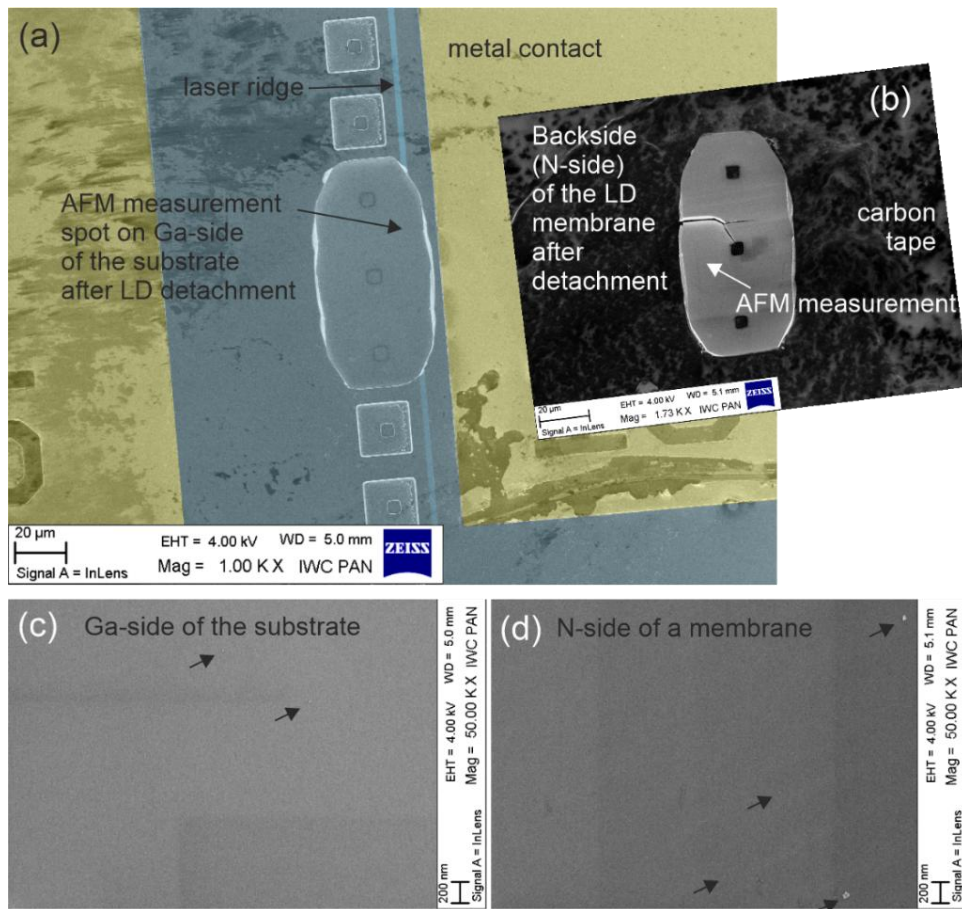 (a)
metal contact
laser ridge
AFM measurement
spot on Ga-side
of the substrate
after LD detachment
20 µm
EHT = 4.00 kV
WD = 5.0 mm
Signal A = InLens
Mag = 1.00 K X
IWC PAN
ZEISS
(b)
Backside
(N-side)
of the LD
membrane
after
detachment
carbon
tape
AFM measurement
20 µm
EHT = 4.00 kV
WD = 5.1 mm
Signal A = InLens
Mag = 1.73 K X
IWC PAN
ZEISS
(c)
Ga-side of the substrate
200 nm
EHT = 4.00 kV
WD = 5.0 mm
Signal A = InLens
Mag = 50.00 K X
IWC PAN
(d)
N-side of a membrane
200 nm
EHT = 4.00 kV
WD = 5.1 mm
Signal A = InLens
Mag = 50.00 K X
IWC PAN